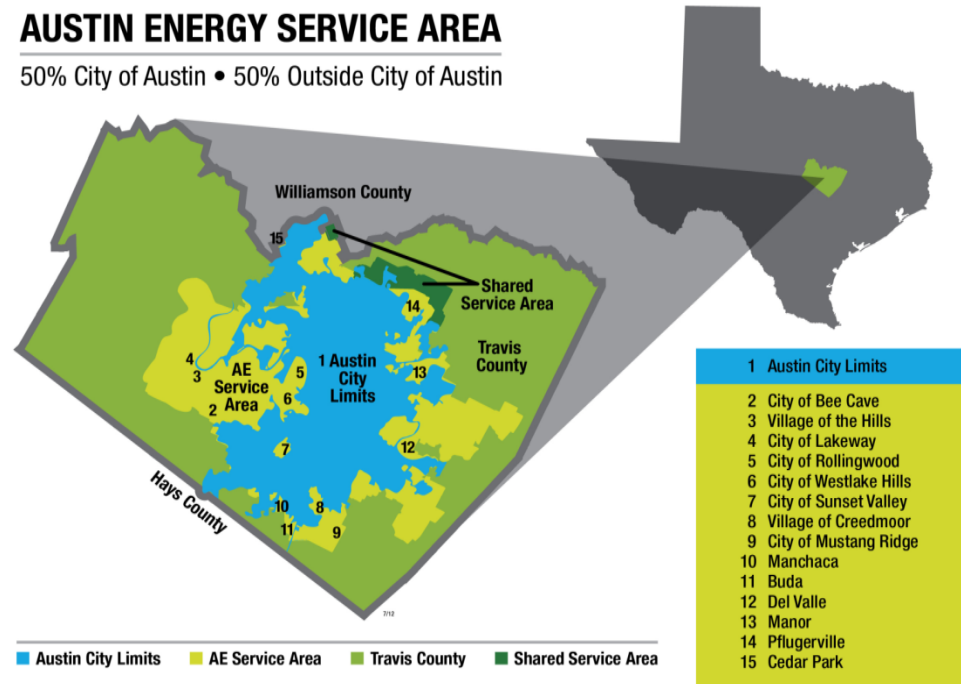 AUSTIN ENERGY SERVICE AREA
50% City of Austin • 50% Outside City of Austin
Williamson County
15
Shared
Service Area
14
Travis
County
4
3
AE
Service
Area
2
5
6
1 Austin
City
Limits
13
7
12
Hays County
10
8
11
9
7/12
1 Austin City Limits
2 City of Bee Cave
3 Village of the Hills
4 City of Lakeway
5 City of Rollingwood
6 City of Westlake Hills
7 City of Sunset Valley
8 Village of Creedmoor
9 City of Mustang Ridge
10 Manchaca
11 Buda
12 Del Valle
13 Manor
14 Pflugerville
15 Cedar Park
Austin City Limits
AE Service Area
Travis County
Shared Service Area